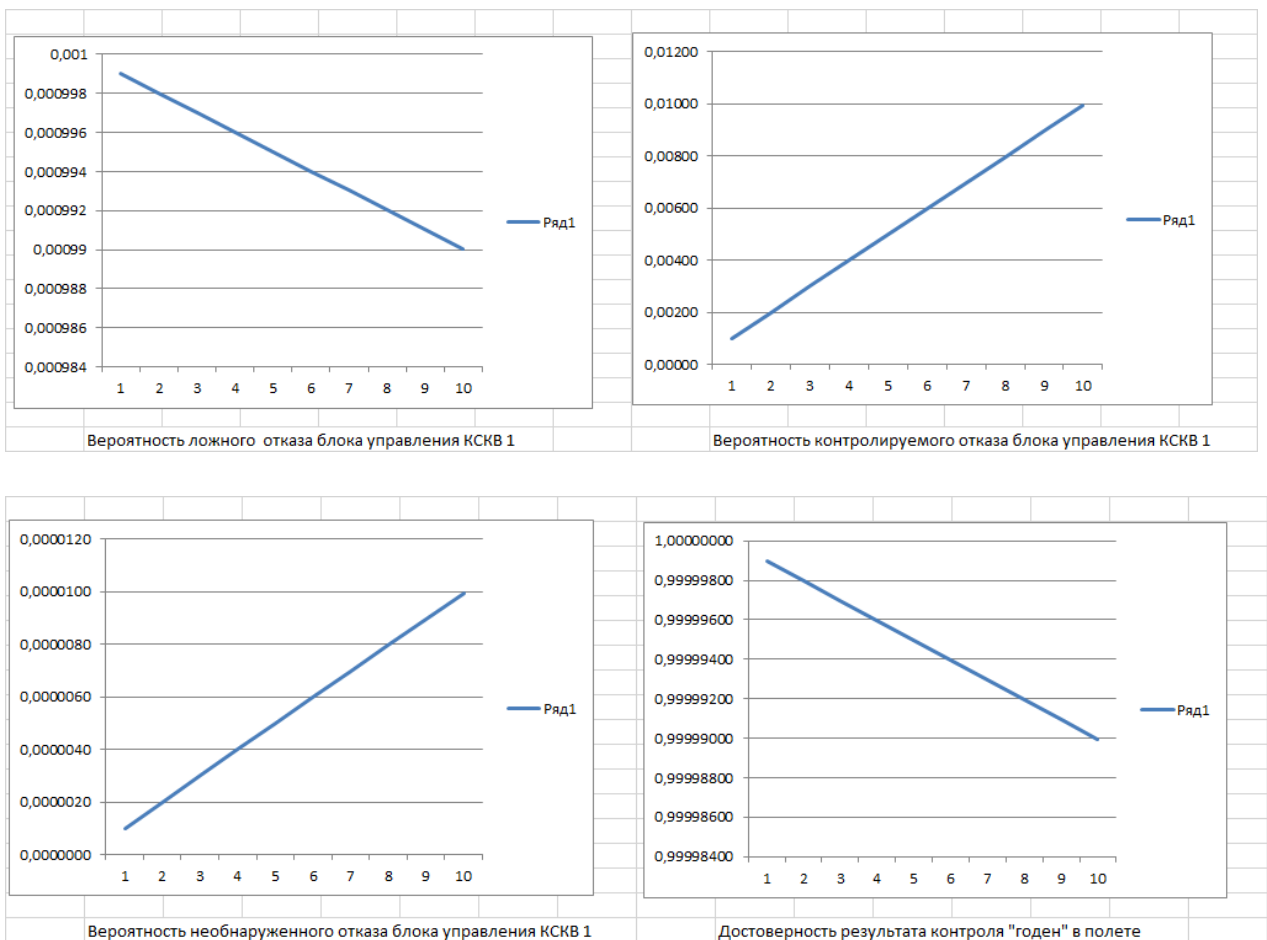 0,001
0,000998
0,000996
0,000994
0,000992
0,00099
0,000988
0,000986
0,000984
1 2 3 4 5 6 7 8 9 10
Ряд1
Вероятность ложного отказа блока управления КСКВ 1
0,01200
0,01000
0,00800
0,00600
0,00400
0,00200
0,00000
1 2 3 4 5 6 7 8 9 10
Ряд1
Вероятность контролируемого отказа блока управления КСКВ 1
0,0000120
0,0000100
0,0000080
0,0000060
0,0000040
0,0000020
0,0000000
1 2 3 4 5 6 7 8 9 10
Ряд1
Вероятность необнаруженного отказа блока управления КСКВ 1
1,00000000
0,99999800
0,99999600
0,99999400
0,99999200
0,99999000
0,99998800
0,99998600
0,99998400
1 2 3 4 5 6 7 8 9 10
Ряд1
Достоверность результата контроля "годен" в полете